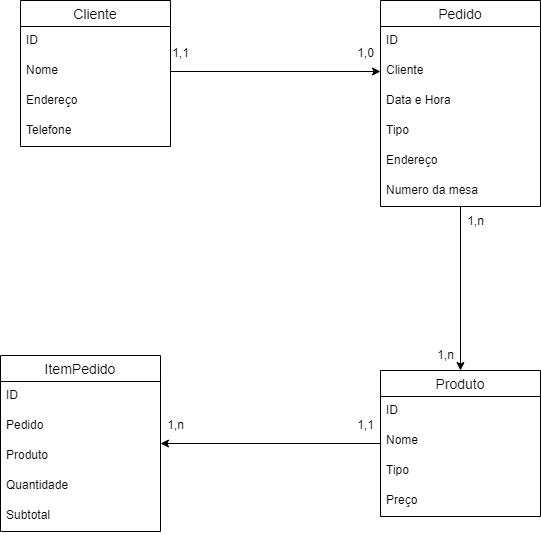 Cliente
ID
Nome
Endereço
Telefone
1,1
1,0
Pedido
ID
Cliente
Data e Hora
Tipo
Endereço
Numero da mesa
1,n
1,n
Produto
ID
Nome
Tipo
Preço
1,1
1,n
ItemPedido
ID
Pedido
Produto
Quantidade
Subtotal